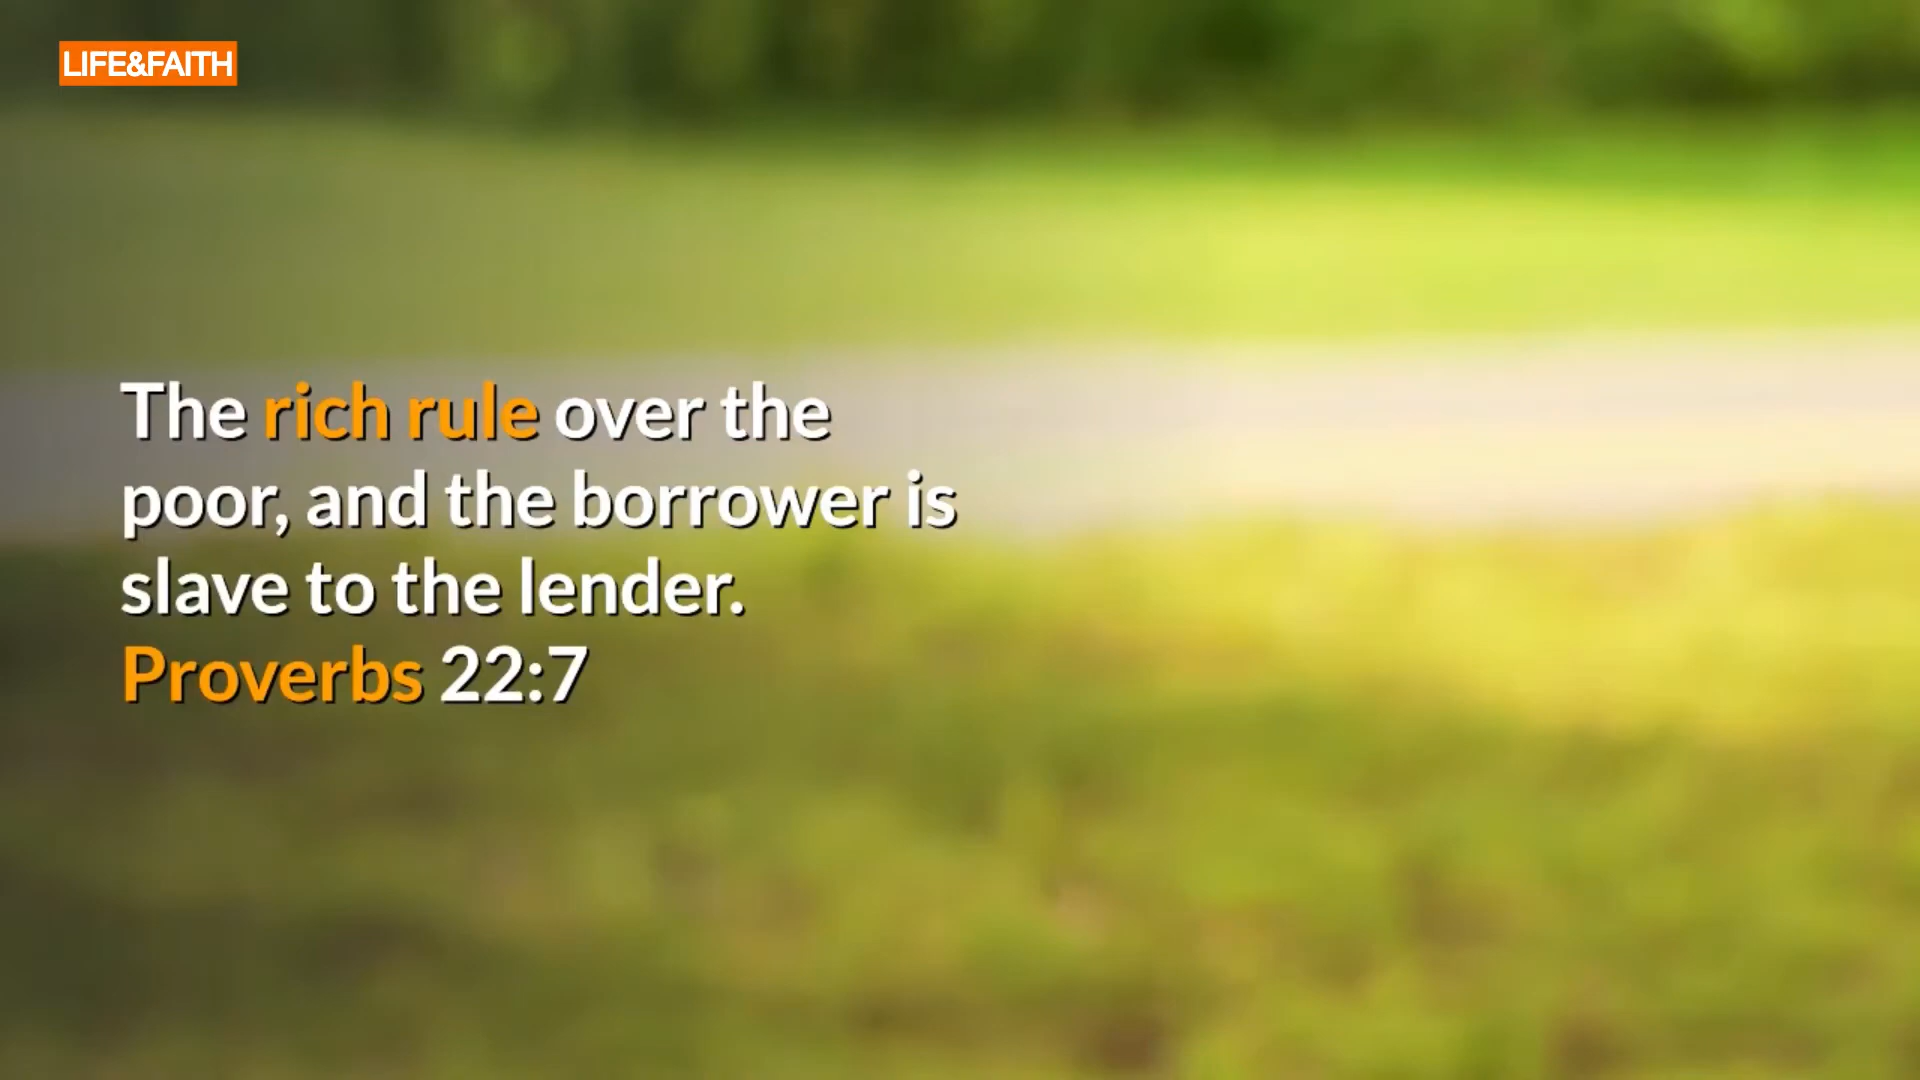 LIFE&FAITH
The rich rule over the
poor, and the borrower is
slave to the lender.
Proverbs 22:7